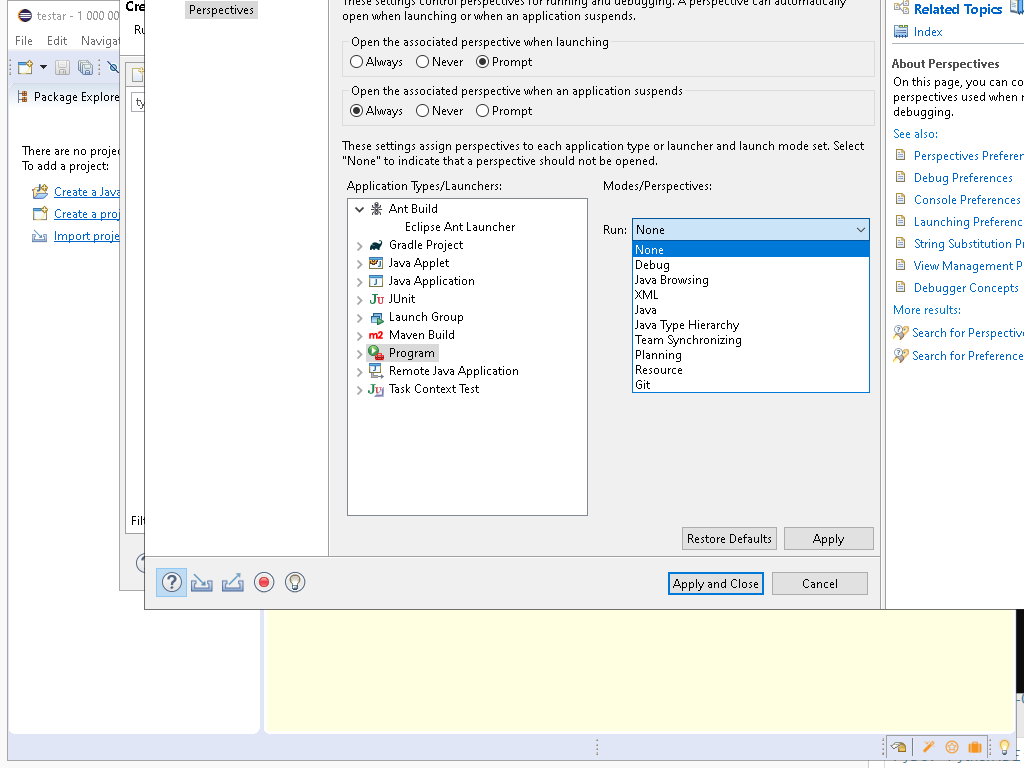 testar - 1 000 00
File Edit Navigat
Package Explore
There are no proje
To add a project:
Create a Java
Create a proj
Import proje
Cre
Ru
ty
Filt
Perspectives
These settings control perspectives for running and debugging. A perspective can automatically
open when launching or when an application suspends.
Open the associated perspective when launching
Always Never Prompt
Open the associated perspective when an application suspends
Always Never Prompt
These settings assign perspectives to each application type or launcher and launch mode set. Select
"None" to indicate that a perspective should not be opened.
Application Types/Launchers:
Ant Build
Eclipse Ant Launcher
Gradle Project
Java Applet
Java Application
JUnit
Launch Group
Maven Build
Program
Remote Java Application
Task Context Test
Modes/Perspectives:
Run: None
None
Debug
Java Browsing
XML
Java
Java Type Hierarchy
Team Synchronizing
Planning
Resource
Git
Restore Defaults Apply
Apply and Close Cancel
Related Topics
Index
About Perspectives
On this page, you can co
perspectives used when r
debugging.
See also:
Perspectives Preferer
Debug Preferences
Console Preferences
Launching Preferenc
String Substitution Pr
View Management P
Debugger Concepts
More results:
Search for Perspective
Search for Preference